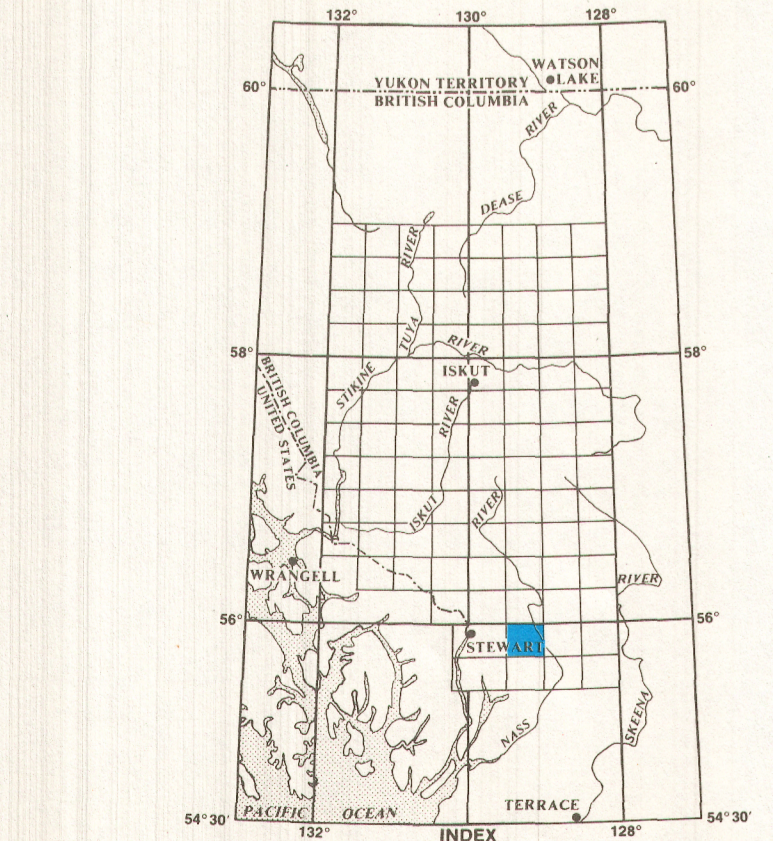 132° 130° 128°
WATSON
LAKE
60° YUKON TERRITORY 60°
BRITISH COLUMBIA
RIVER
DEASE
RIVER
TUYA
RIVER
58° 58°
ISKUT
STIKINE
BRITISH COLUMBIA
UNITED STATES
RIVER
ISKUT
RIVER
WRANGELL
RIVER
56° 56°
STEWART
SKEENA
NASS
PACIFIC OCEAN
TERRACE
54°30' 54°30'
132° 128°
INDEX